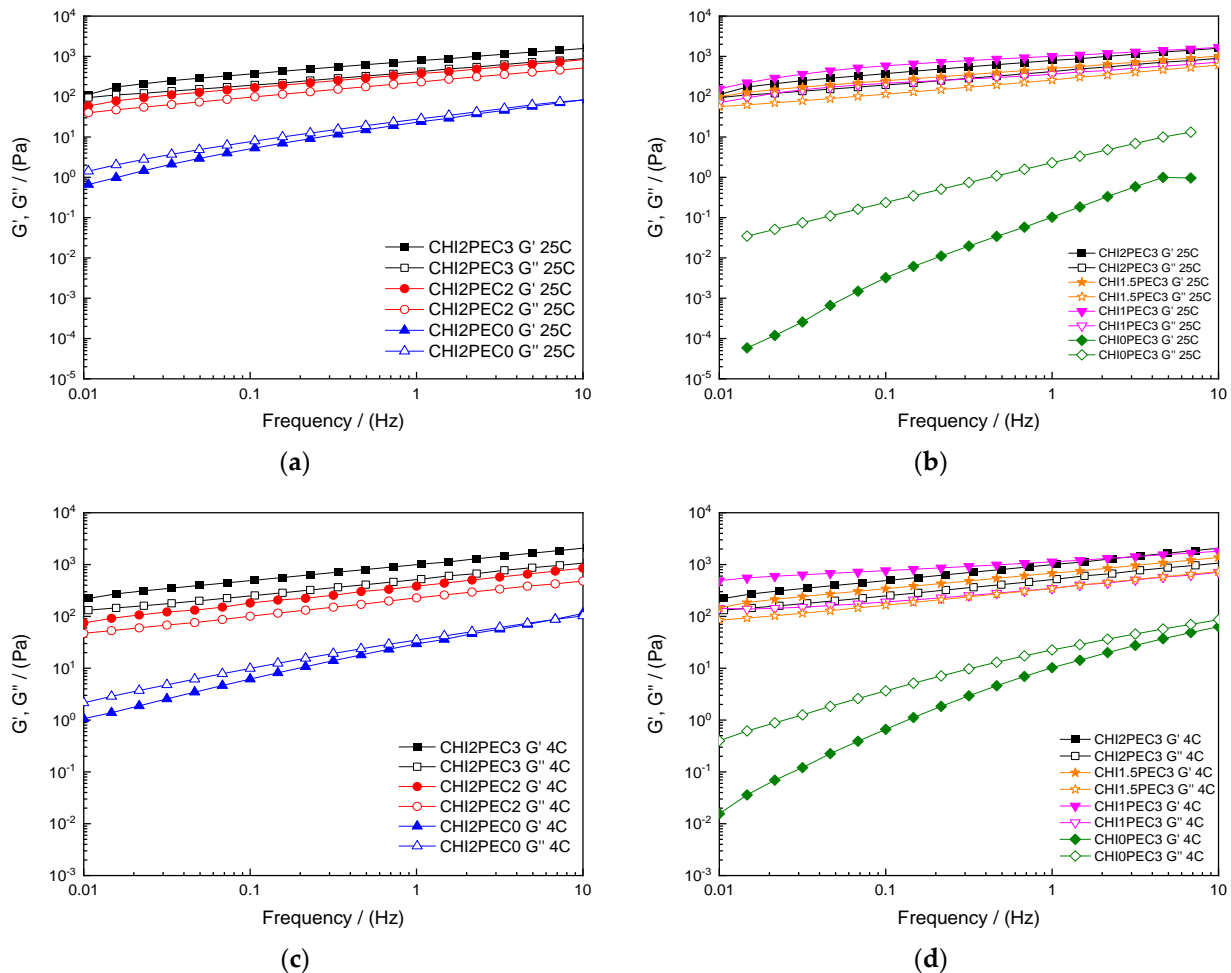 10⁴
10³
10²
10¹
10⁰
10⁻¹
10⁻²
10⁻³
10⁻⁴
10⁻⁵
G', G'' / (Pa)
CHI2PEC3 G' 25C
CHI2PEC3 G'' 25C
CHI2PEC2 G' 25C
CHI2PEC2 G'' 25C
CHI2PEC0 G' 25C
CHI2PEC0 G'' 25C
0.01 0.1 1 10
Frequency / (Hz)
(a)
10⁴
10³
10²
10¹
10⁰
10⁻¹
10⁻²
10⁻³
10⁻⁴
10⁻⁵
G', G'' / (Pa)
CHI2PEC3 G' 25C
CHI2PEC3 G'' 25C
CHI1.5PEC3 G' 25C
CHI1.5PEC3 G'' 25C
CHI1PEC3 G' 25C
CHI1PEC3 G'' 25C
CHI0PEC3 G' 25C
CHI0PEC3 G'' 25C
0.01 0.1 1 10
Frequency / (Hz)
(b)
10⁴
10³
10²
10¹
10⁰
10⁻¹
10⁻²
10⁻³
G', G'' / (Pa)
CHI2PEC3 G' 4C
CHI2PEC3 G'' 4C
CHI2PEC2 G' 4C
CHI2PEC2 G'' 4C
CHI2PEC0 G' 4C
CHI2PEC0 G'' 4C
0.01 0.1 1 10
Frequency / (Hz)
(c)
10⁴
10³
10²
10¹
10⁰
10⁻¹
10⁻²
10⁻³
G', G'' / (Pa)
CHI2PEC3 G' 4C
CHI2PEC3 G'' 4C
CHI1.5PEC3 G' 4C
CHI1.5PEC3 G'' 4C
CHI1PEC3 G' 4C
CHI1PEC3 G'' 4C
CHI0PEC3 G' 4C
CHI0PEC3 G'' 4C
0.01 0.1 1 10
Frequency / (Hz)
(d)